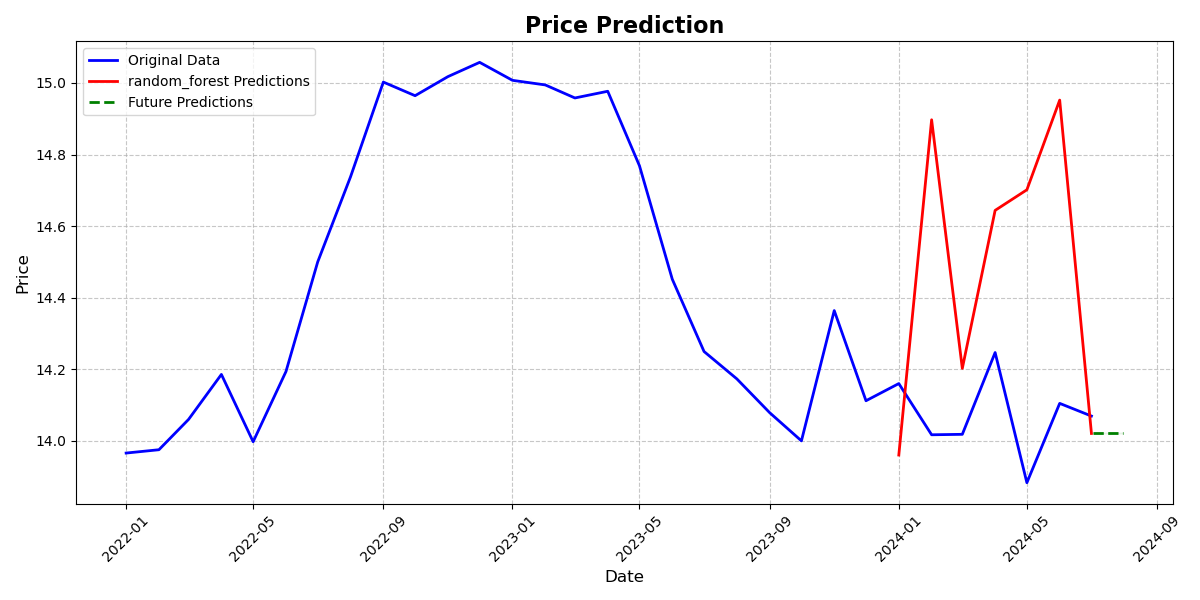 Price Prediction
Original Data
random_forest Predictions
Future Predictions
Price
15.0
14.8
14.6
14.4
14.2
14.0
2022-01
2022-05
2022-09
2023-01
2023-05
2023-09
2024-01
2024-05
2024-09
Date